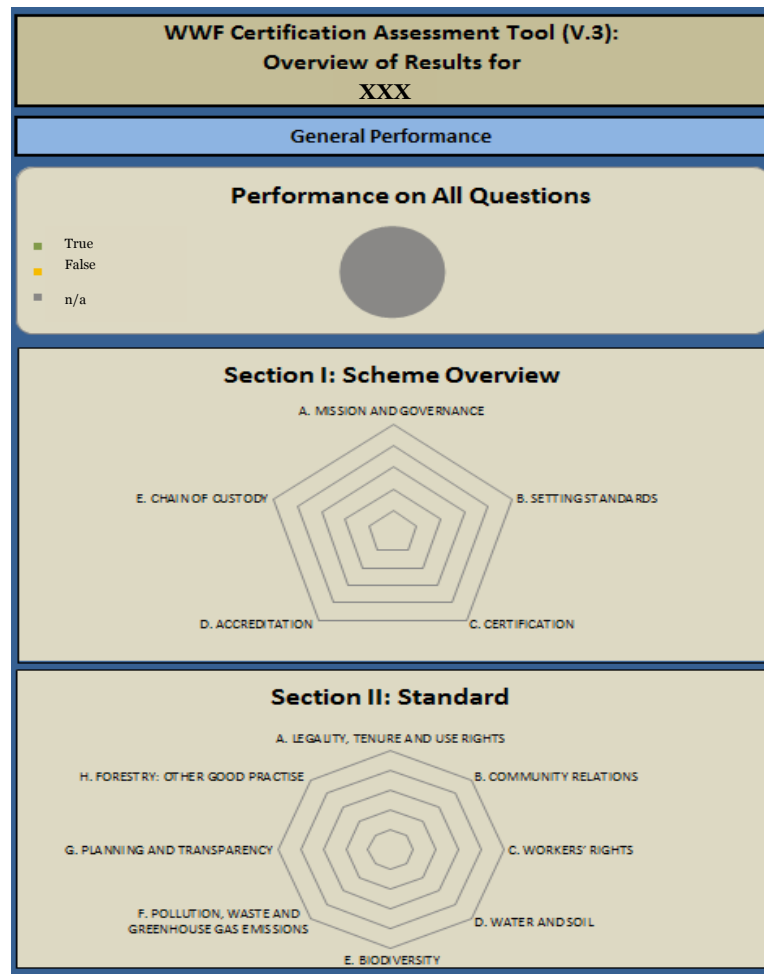 WWF Certification Assessment Tool (V.3):
Overview of Results for
XXX
General Performance
Performance on All Questions
True
False
n/a
Section I: Scheme Overview
A. MISSION AND GOVERNANCE
E. CHAIN OF CUSTODY
B. SETTING STANDARDS
D. ACCREDITATION
C. CERTIFICATION
Section II: Standard
A. LEGALITY, TENURE AND USE RIGHTS
H. FORESTRY: OTHER GOOD PRACTISE
B. COMMUNITY RELATIONS
G. PLANNING AND TRANSPARENCY
C. WORKERS' RIGHTS
F. POLLUTION, WASTE AND
GREENHOUSE GAS EMISSIONS
D. WATER AND SOIL
E. BIODIVERSITY